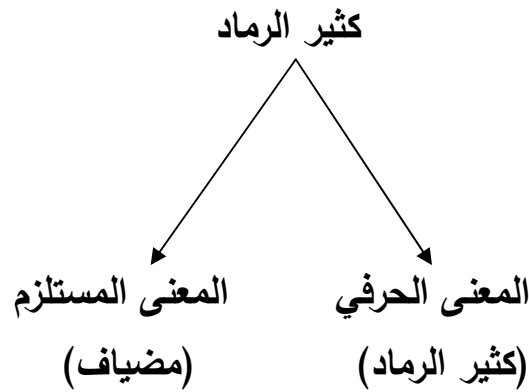 كثير الرماد
المعنى الحرفي
(كثير الرماد)
المعنى المستلزم
(مضياف)